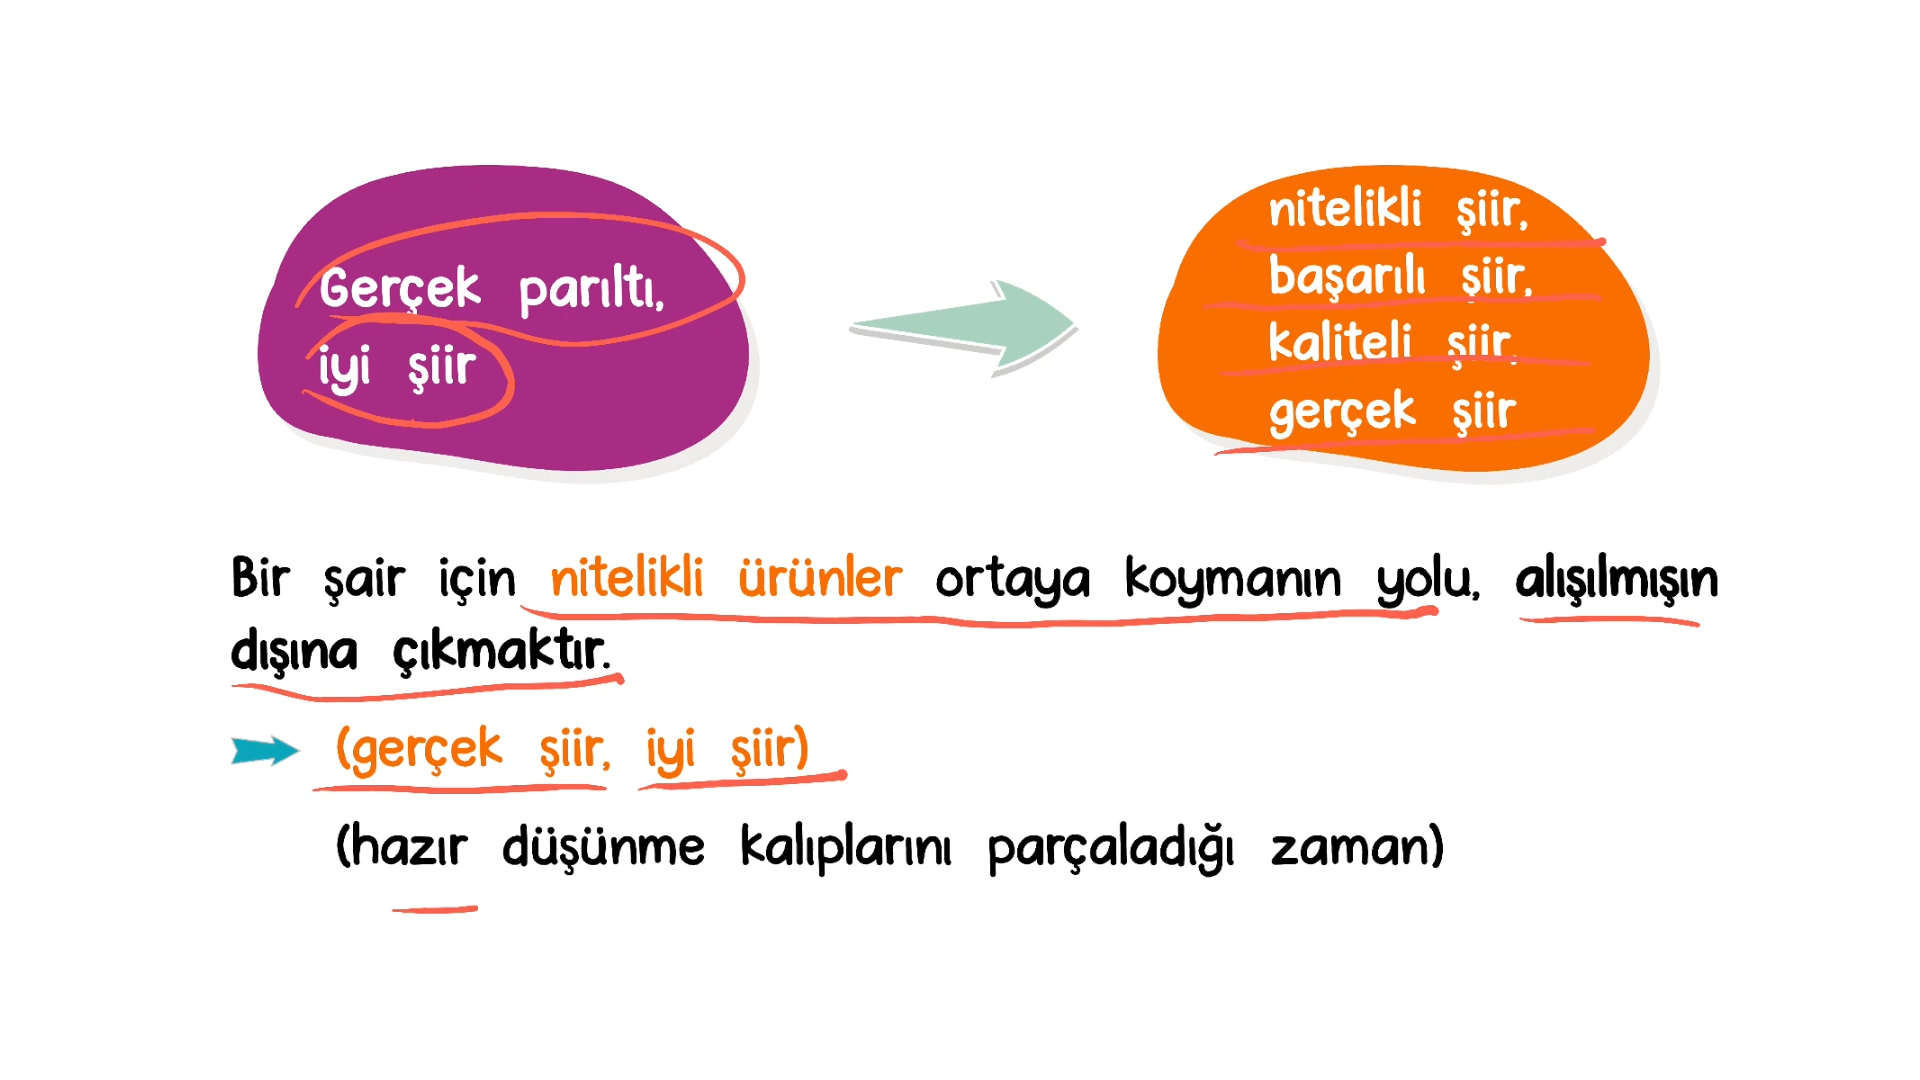 Gerçek parıltı,
iyi şiir
nitelikli şiir,
başarılı şiir,
kaliteli şiir,
gerçek şiir
Bir şair için nitelikli ürünler ortaya koymanın yolu, alışılmışın
dışına çıkmaktır.
(gerçek şiir, iyi şiir)
(hazır düşünme kalıplarını parçaladığı zaman)